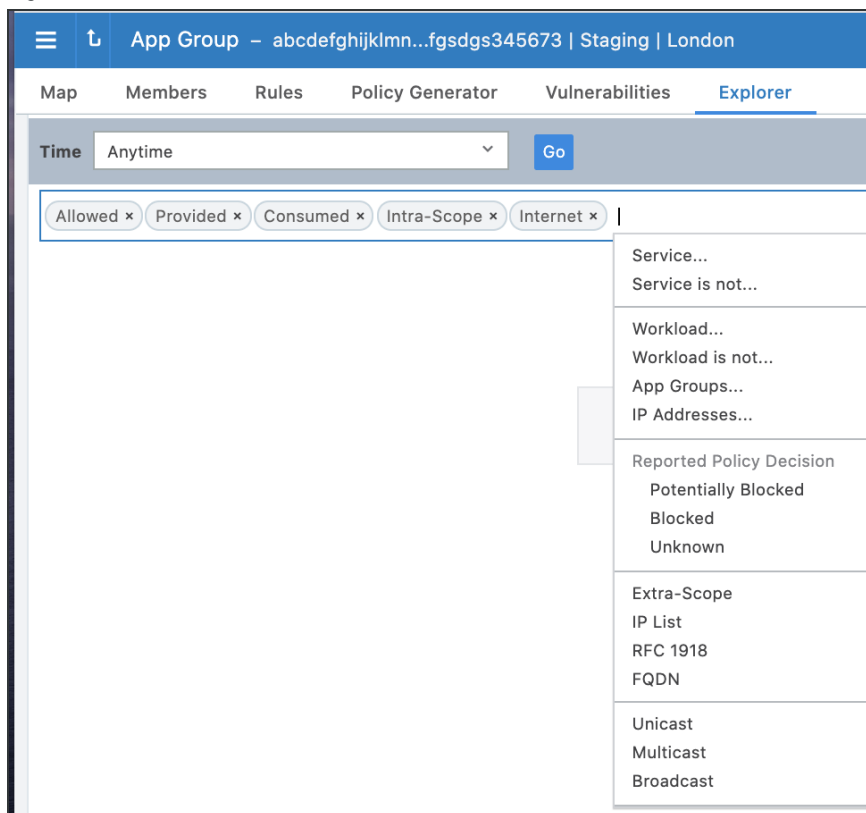 App Group – abcdefghijklmn...fgsdgs345673 | Staging | London
Map Members Rules Policy Generator Vulnerabilities Explorer
Time Anytime Go
Allowed × Provided × Consumed × Intra-Scope × Internet ×
Service...
Service is not...
Workload...
Workload is not...
App Groups...
IP Addresses...
Reported Policy Decision
Potentially Blocked
Blocked
Unknown
Extra-Scope
IP List
RFC 1918
FQDN
Unicast
Multicast
Broadcast